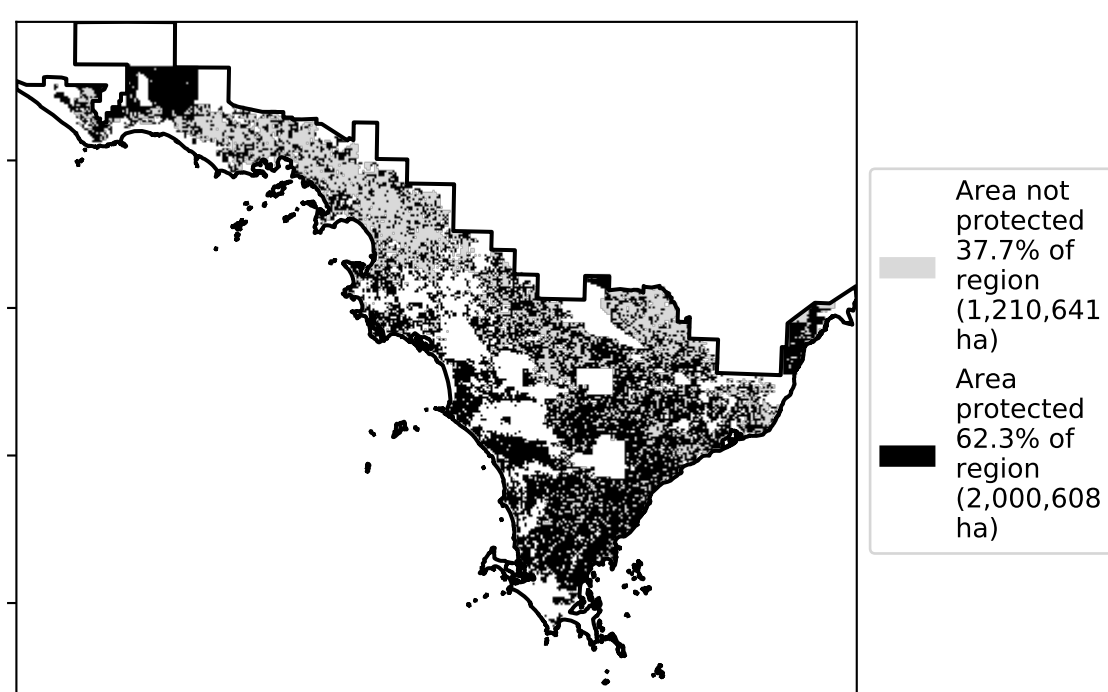 Area not
protected
37.7% of
region
(1,210,641
ha)
Area
protected
62.3% of
region
(2,000,608
ha)